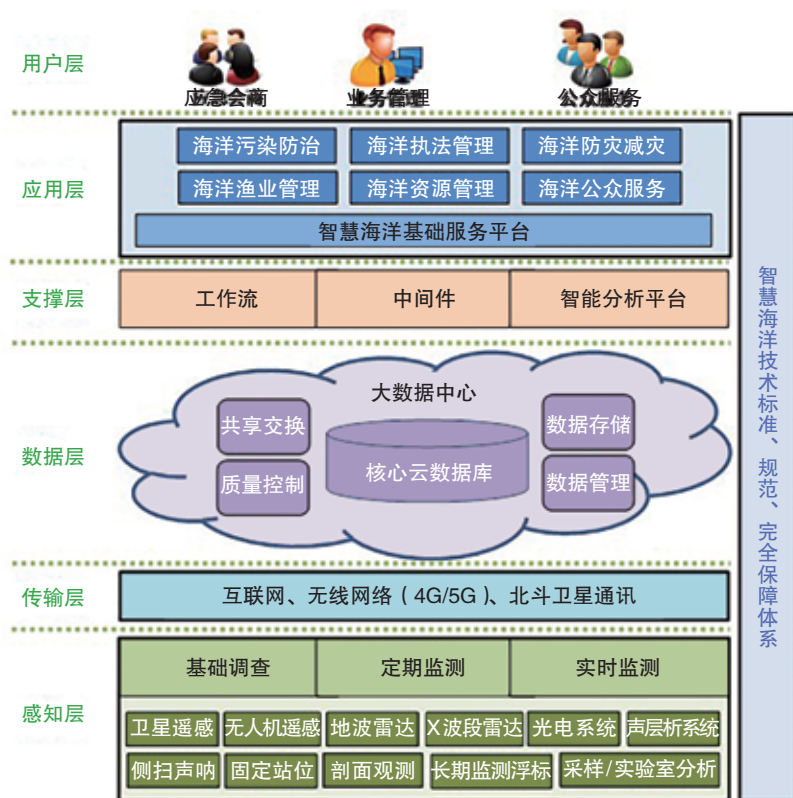 用户层
应急会商 业务管理 公众服务
应用层
海洋污染防治 海洋执法管理 海洋防灾减灾
海洋渔业管理 海洋资源管理 海洋公众服务
智慧海洋基础服务平台
支撑层
工作流 中间件 智能分析平台
数据层
大数据中心
共享交换 数据存储
核心云数据库
质量控制 数据管理
传输层
互联网、无线网络（4G/5G）、北斗卫星通讯
感知层
基础调查 定期监测 实时监测
卫星遥感 无人机遥感 地波雷达 X波段雷达 光电系统 声层析系统
侧扫声呐 固定站位 剖面观测 长期监测浮标 采样/实验室分析
智慧海洋技术标准、规范、完全保障体系